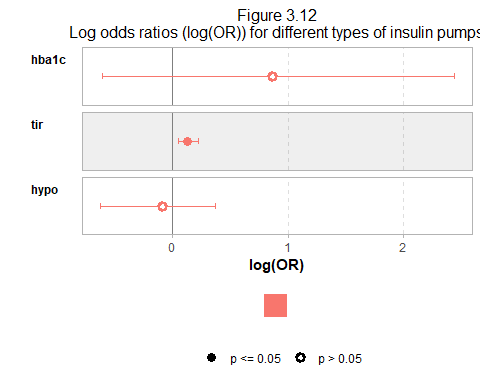 Figure 3.12
Log odds ratios (log(OR)) for different types of insulin pumps
hba1c
tir
hypo
0 1 2
log(OR)
p <= 0.05 p > 0.05